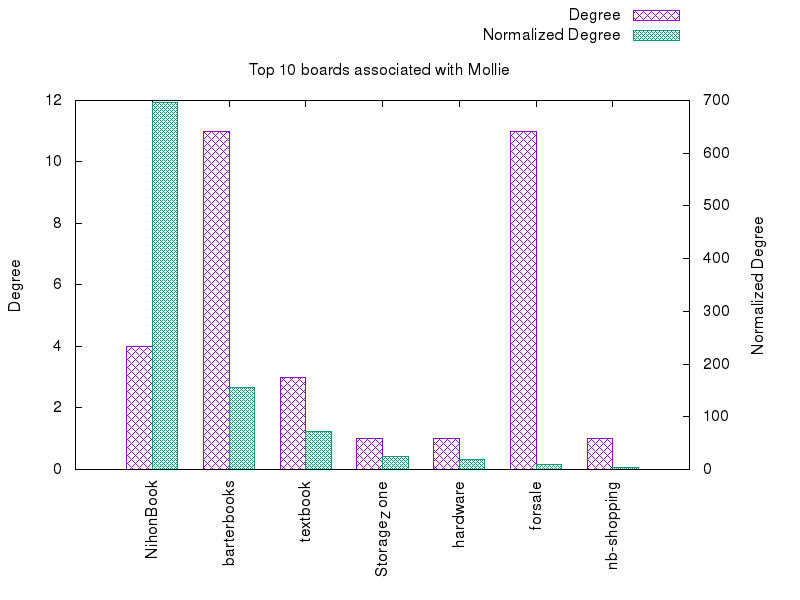 Degree
Normalized Degree
Top 10 boards associated with Mollie
12
10
8
6
4
2
0
700
600
500
400
300
200
100
0
Degree
Normalized Degree
NihonBook
barterbooks
textbook
StorageZone
hardware
forsale
nb-shopping